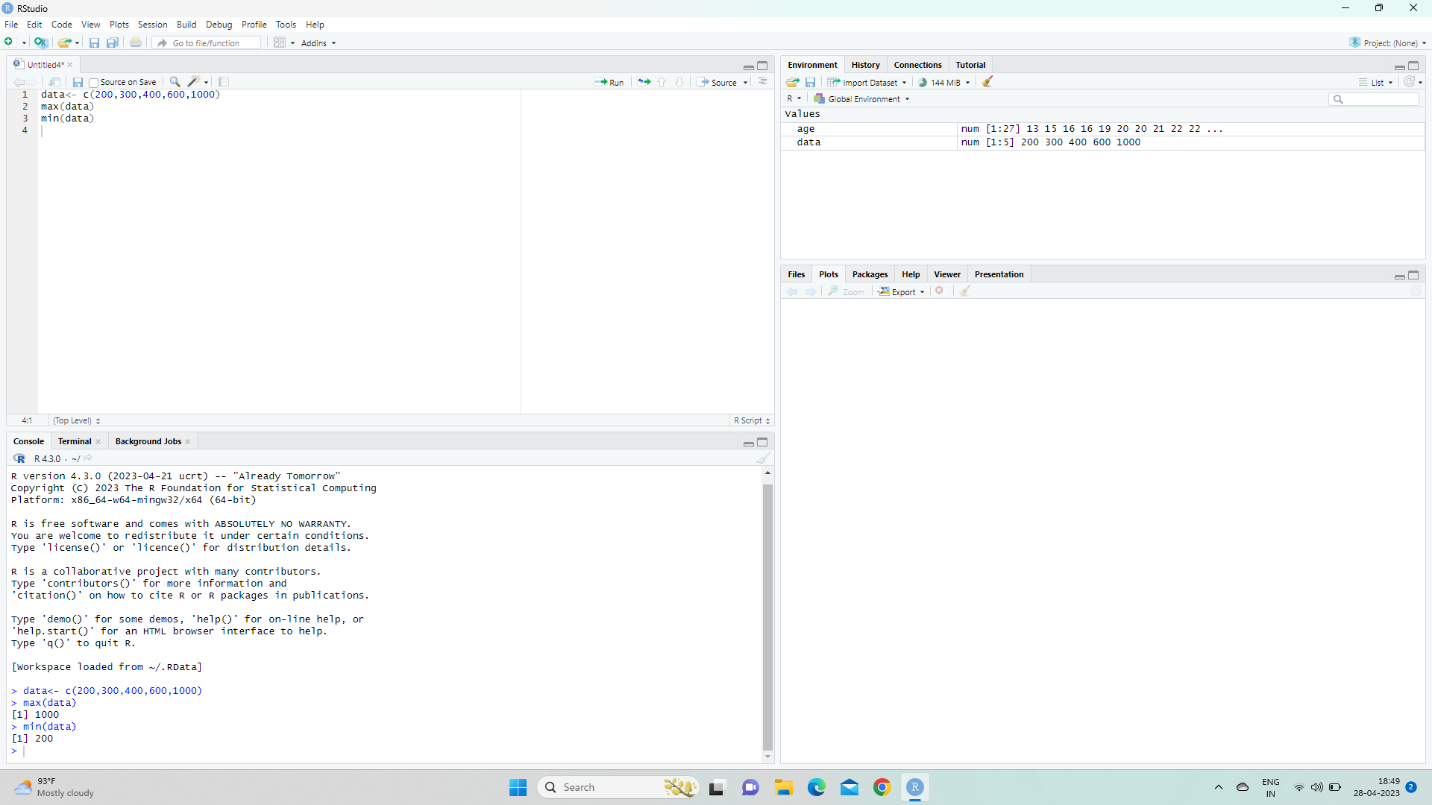 RStudio
File Edit Code View Plots Session Build Debug Profile Tools Help
Go to file/function Addins Project: (None)
Untitled4*
Source on Save Run Source
1 data<- c(200,300,400,600,1000)
2 max(data)
3 min(data)
4
4:1 (Top Level) R Script
Console Terminal Background Jobs
R 4.3.0 · ~/
R version 4.3.0 (2023-04-21 ucrt) -- "Already Tomorrow"
Copyright (C) 2023 The R Foundation for Statistical Computing
Platform: x86_64-w64-mingw32/x64 (64-bit)
R is free software and comes with ABSOLUTELY NO WARRANTY.
You are welcome to redistribute it under certain conditions.
Type 'license()' or 'licence()' for distribution details.
R is a collaborative project with many contributors.
Type 'contributors()' for more information and
'citation()' on how to cite R or R packages in publications.
Type 'demo()' for some demos, 'help()' for on-line help, or
'help.start()' for an HTML browser interface to help.
Type 'q()' to quit R.
[Workspace loaded from ~/.RData]
> data<- c(200,300,400,600,1000)
> max(data)
[1] 1000
> min(data)
[1] 200
>
Environment History Connections Tutorial
Import Dataset 144 MiB List
R Global Environment
Values
age num [1:27] 13 15 16 16 19 20 20 21 22 22 ...
data num [1:5] 200 300 400 600 1000
Files Plots Packages Help Viewer Presentation
Zoom Export
93°F
Mostly cloudy
Search
ENG
IN
18:49
28-04-2023
2